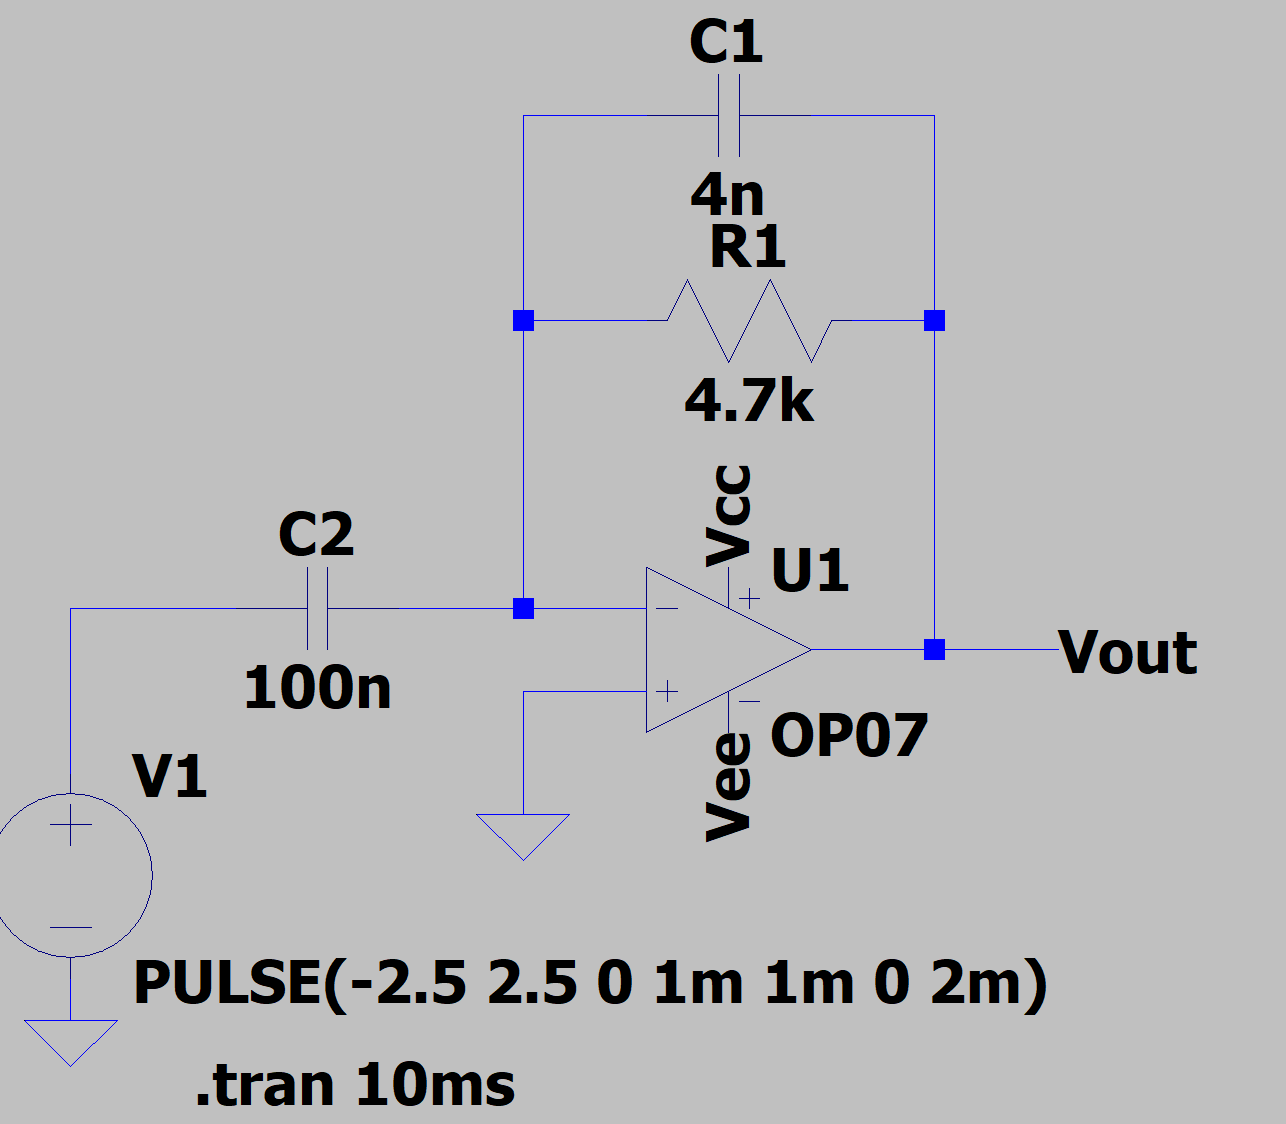 C1
4n
R1
4.7k
Vcc
U1
C2
100n
Vout
OP07
Vee
V1
PULSE(-2.5 2.5 0 1m 1m 0 2m)
.tran 10ms